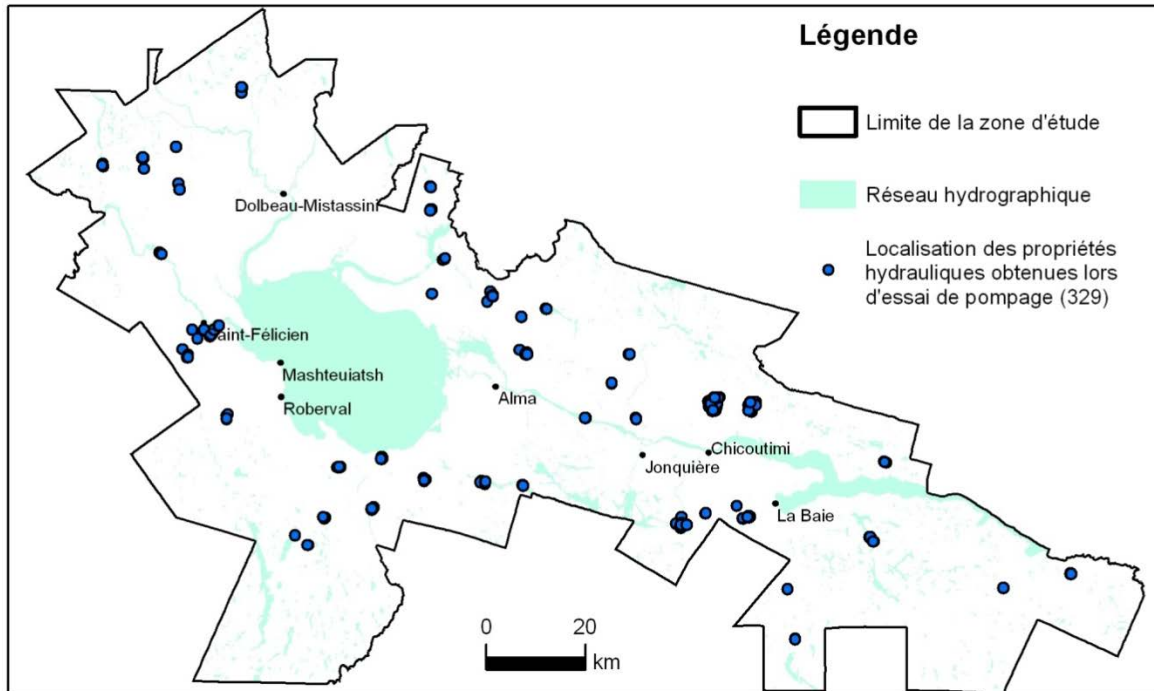 Légende
Limite de la zone d'étude
Réseau hydrographique
Localisation des propriétés
hydrauliques obtenues lors
d'essai de pompage (329)
Dolbeau-Mistassini
Saint-Félicien
Mashteuiatsh
Roberval
Alma
Chicoutimi
Jonquière
La Baie
0 20
km